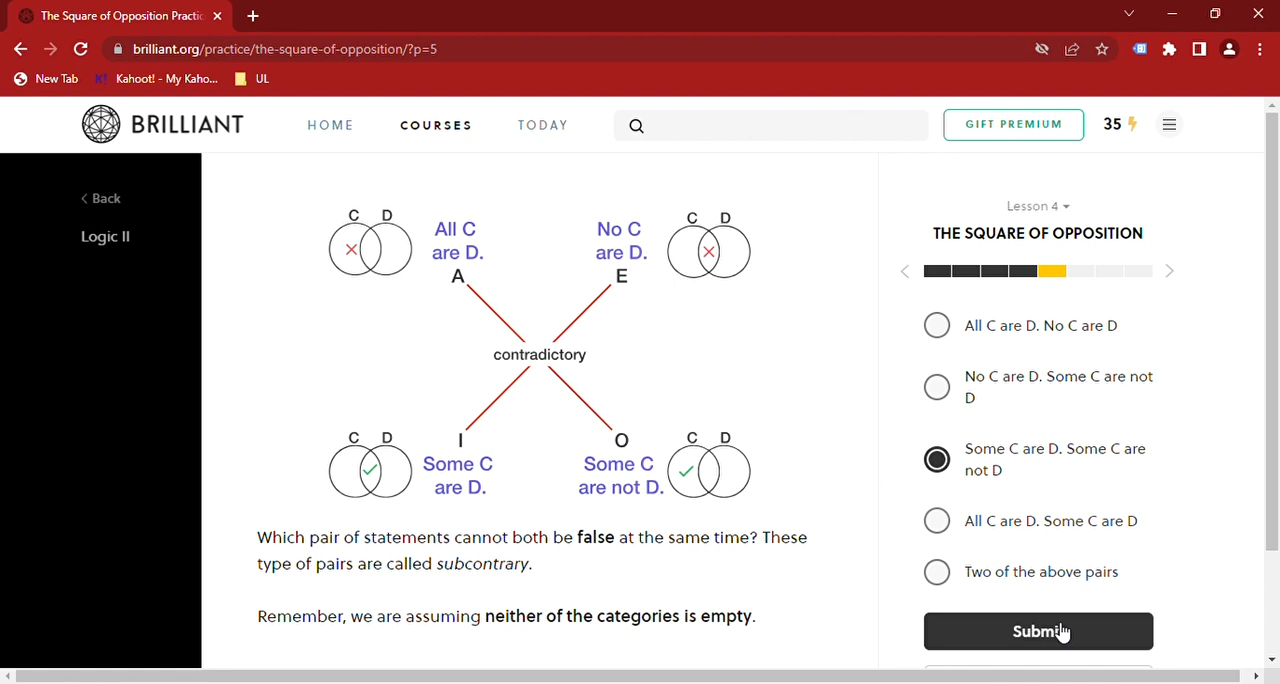 The Square of Opposition Practic
brilliant.org/practice/the-square-of-opposition/?p=5
New Tab
Kahoot! - My Kaho...
UL
BRILLIANT
HOME
COURSES
TODAY
GIFT PREMIUM
35
< Back
Logic II
C D
All C
are D.
A
No C
are D.
E
C D
contradictory
C D
I
Some C
are D.
O
Some C
are not D.
C D
Which pair of statements cannot both be false at the same time? These
type of pairs are called subcontrary.
Remember, we are assuming neither of the categories is empty.
Lesson 4
THE SQUARE OF OPPOSITION
All C are D. No C are D
No C are D. Some C are not
D
Some C are D. Some C are
not D
All C are D. Some C are D
Two of the above pairs
Submi